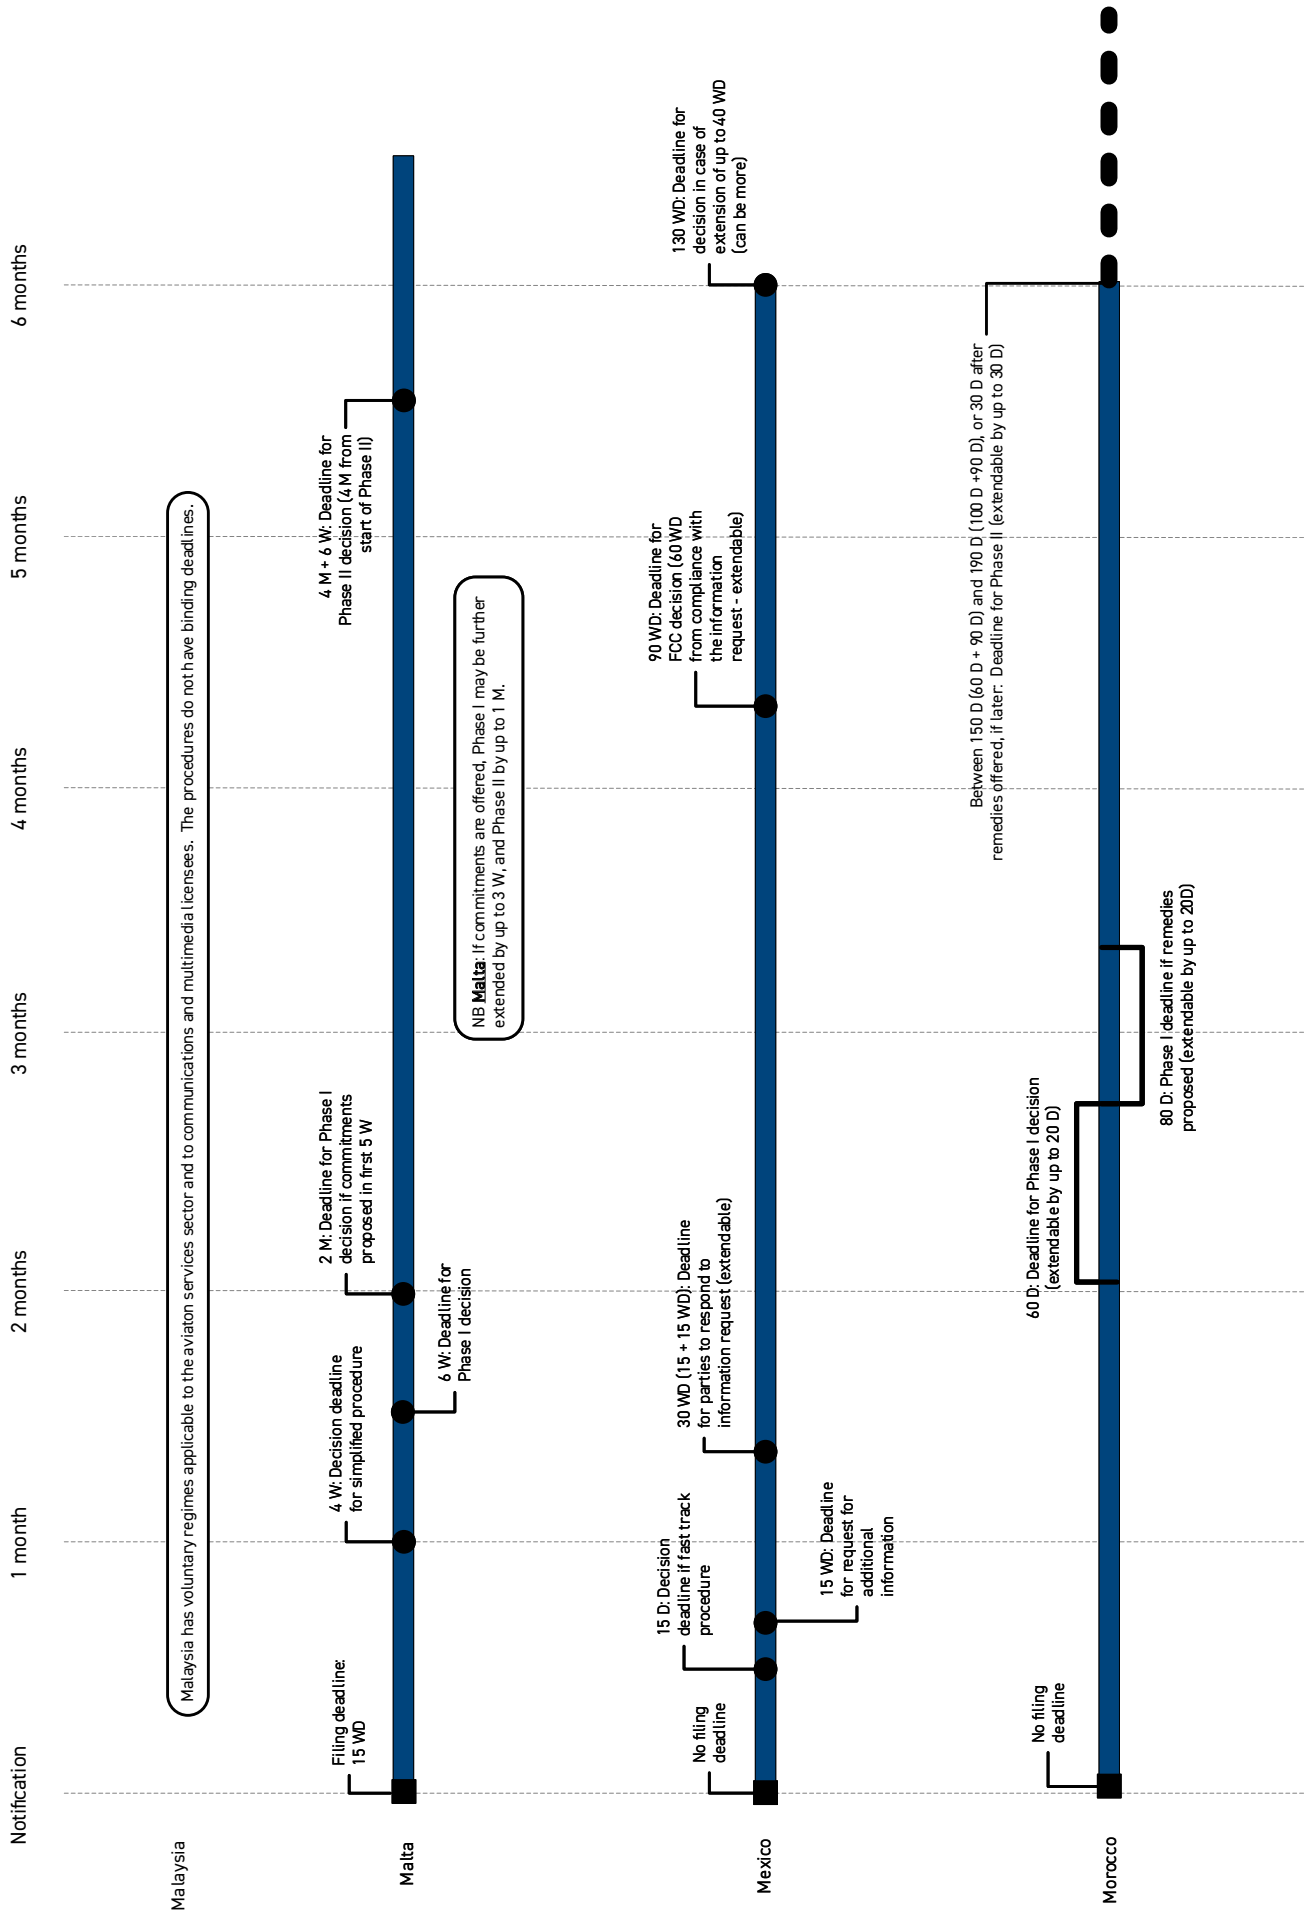 Notification
1 month
2 months
3 months
4 months
5 months
6 months
Malaysia
Malaysia has voluntary regimes applicable to the aviaton services sector and to communications and multimedia licensees. The procedures do not have binding deadlines.
Malta
Filing deadline:
15 WD
4 W: Decision deadline
for simplified procedure
6 W: Deadline for
Phase I decision
2 M: Deadline for Phase I
decision if commitments
proposed in first 5 W
4 M + 6 W: Deadline for
Phase II decision (4 M from
start of Phase II)
NB Malta: If commitments are offered, Phase I may be further
extended by up to 3 W, and Phase II by up to 1 M.
Mexico
No filing
deadline
15 D: Decision
deadline if fast track
procedure
15 WD: Deadline
for request for
additional
information
30 WD (15 + 15 WD): Deadline
for parties to respond to
information request (extendable)
90 WD: Deadline for
FCC decision (60 WD
from compliance with
the information
request - extendable)
130 WD: Deadline for
decision in case of
extension of up to 40 WD
(can be more)
Morocco
No filing
deadline
60 D: Deadline for Phase I decision
(extendable by up to 20 D)
80 D: Phase I deadline if remedies
proposed (extendable by up to 20D)
Between 150 D (60 D + 90 D) and 190 D (100 D +90 D), or 30 D after
remedies offered, if later: Deadline for Phase II (extendable by up to 30 D)